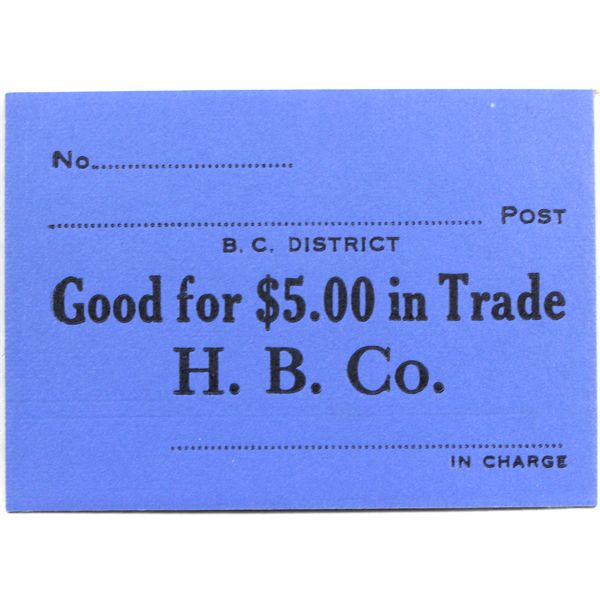 No.
POST
B. C. DISTRICT
Good for $5.00 in Trade
H. B. Co.
IN CHARGE